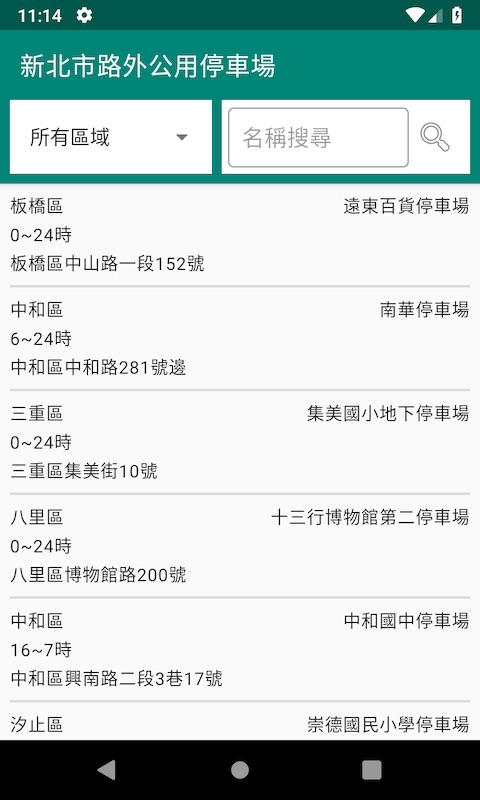 11:14
新北市路外公用停車場
所有區域
名稱搜尋
板橋區 遠東百貨停車場
0~24時
板橋區中山路一段152號
中和區 南華停車場
6~24時
中和區中和路281號邊
三重區 集美國小地下停車場
0~24時
三重區集美街10號
八里區 十三行博物館第二停車場
0~24時
八里區博物館路200號
中和區 中和國中停車場
16~7時
中和區興南路二段3巷17號
汐止區 崇德國民小學停車場